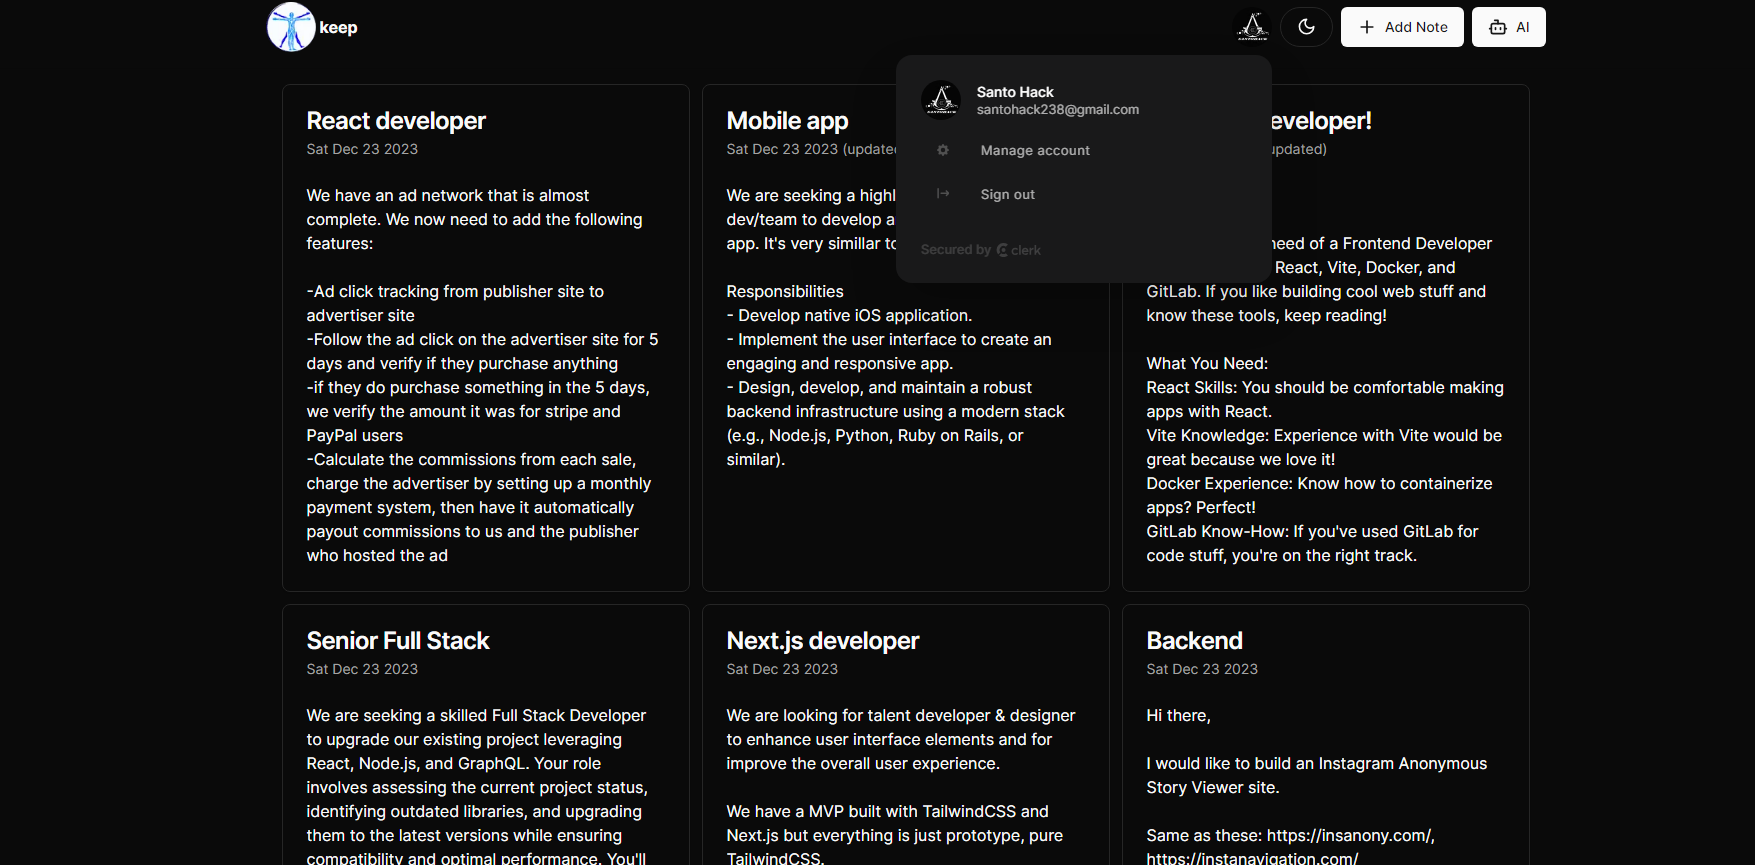 keep
Add Note
AI
Santo Hack
santohack238@gmail.com
Manage account
Sign out
Secured by clerk
React developer
Sat Dec 23 2023
We have an ad network that is almost
complete. We now need to add the following
features:
-Ad click tracking from publisher site to
advertiser site
-Follow the ad click on the advertiser site for 5
days and verify if they purchase anything
-if they do purchase something in the 5 days,
we verify the amount it was for stripe and
PayPal users
-Calculate the commissions from each sale,
charge the advertiser by setting up a monthly
payment system, then have it automatically
payout commissions to us and the publisher
who hosted the ad
Mobile app
Sat Dec 23 2023 (updated
We are seeking a highl
dev/team to develop a
app. It's very simillar to
Responsibilities
- Develop native iOS application.
- Implement the user interface to create an
engaging and responsive app.
- Design, develop, and maintain a robust
backend infrastructure using a modern stack
(e.g., Node.js, Python, Ruby on Rails, or
similar).
eveloper!
updated)
need of a Frontend Developer
React, Vite, Docker, and
GitLab. If you like building cool web stuff and
know these tools, keep reading!
What You Need:
React Skills: You should be comfortable making
apps with React.
Vite Knowledge: Experience with Vite would be
great because we love it!
Docker Experience: Know how to containerize
apps? Perfect!
GitLab Know-How: If you've used GitLab for
code stuff, you're on the right track.
Senior Full Stack
Sat Dec 23 2023
We are seeking a skilled Full Stack Developer
to upgrade our existing project leveraging
React, Node.js, and GraphQL. Your role
involves assessing the current project status,
identifying outdated libraries, and upgrading
them to the latest versions while ensuring
compatibility and optimal performance. You'll
Next.js developer
Sat Dec 23 2023
We are looking for talent developer & designer
to enhance user interface elements and for
improve the overall user experience.
We have a MVP built with TailwindCSS and
Next.js but everything is just prototype, pure
TailwindCSS.
Backend
Sat Dec 23 2023
Hi there,
I would like to build an Instagram Anonymous
Story Viewer site.
Same as these: https://insanony.com/,
https://instanavigation.com/